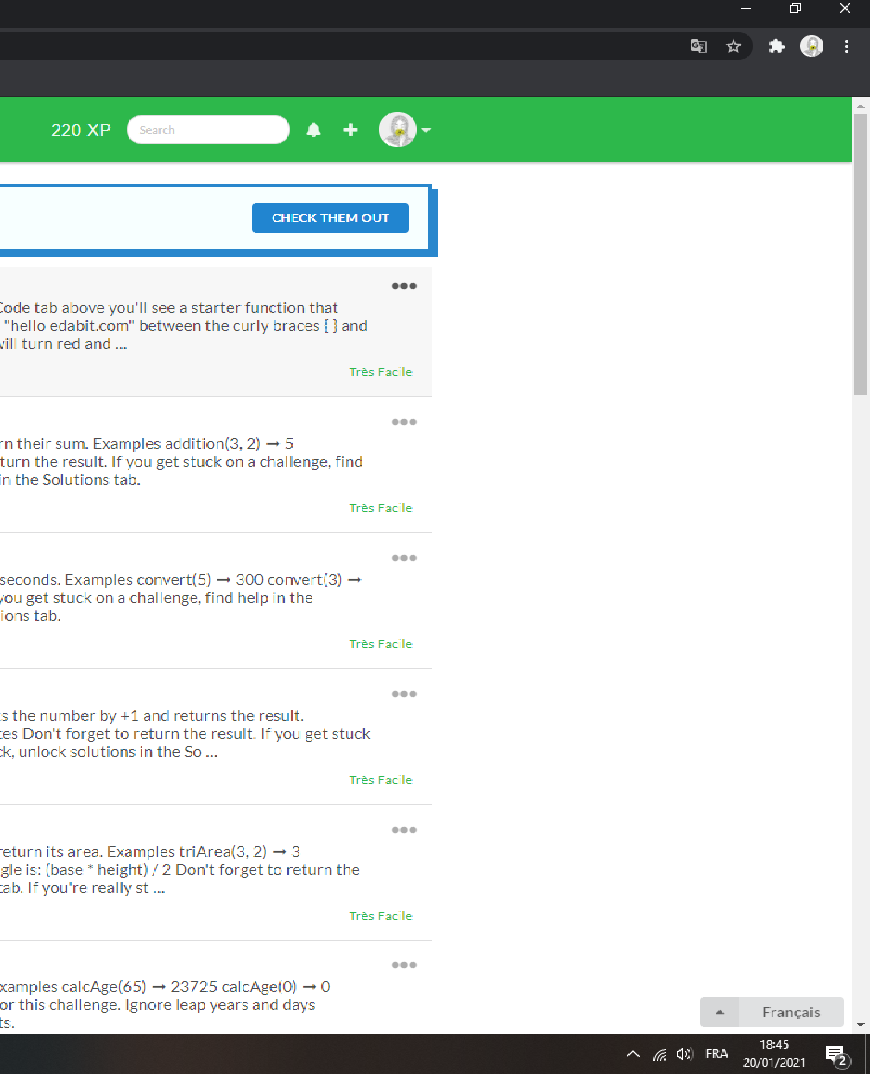 220 XP
Search
CHECK THEM OUT
Code tab above you'll see a starter function that
"hello edabit.com" between the curly braces { } and
will turn red and ...
Très Facile
rn their sum. Examples addition(3, 2) → 5
turn the result. If you get stuck on a challenge, find
in the Solutions tab.
Très Facile
seconds. Examples convert(5) → 300 convert(3) →
you get stuck on a challenge, find help in the
ions tab.
Très Facile
ts the number by +1 and returns the result.
tes Don't forget to return the result. If you get stuck
ck, unlock solutions in the So ...
Très Facile
return its area. Examples triArea(3, 2) → 3
gle is: (base * height) / 2 Don't forget to return the
tab. If you're really st ...
Très Facile
xamples calcAge(65) → 23725 calcAge(0) → 0
or this challenge. Ignore leap years and days
ts.
Français
FRA
18:45
20/01/2021
2